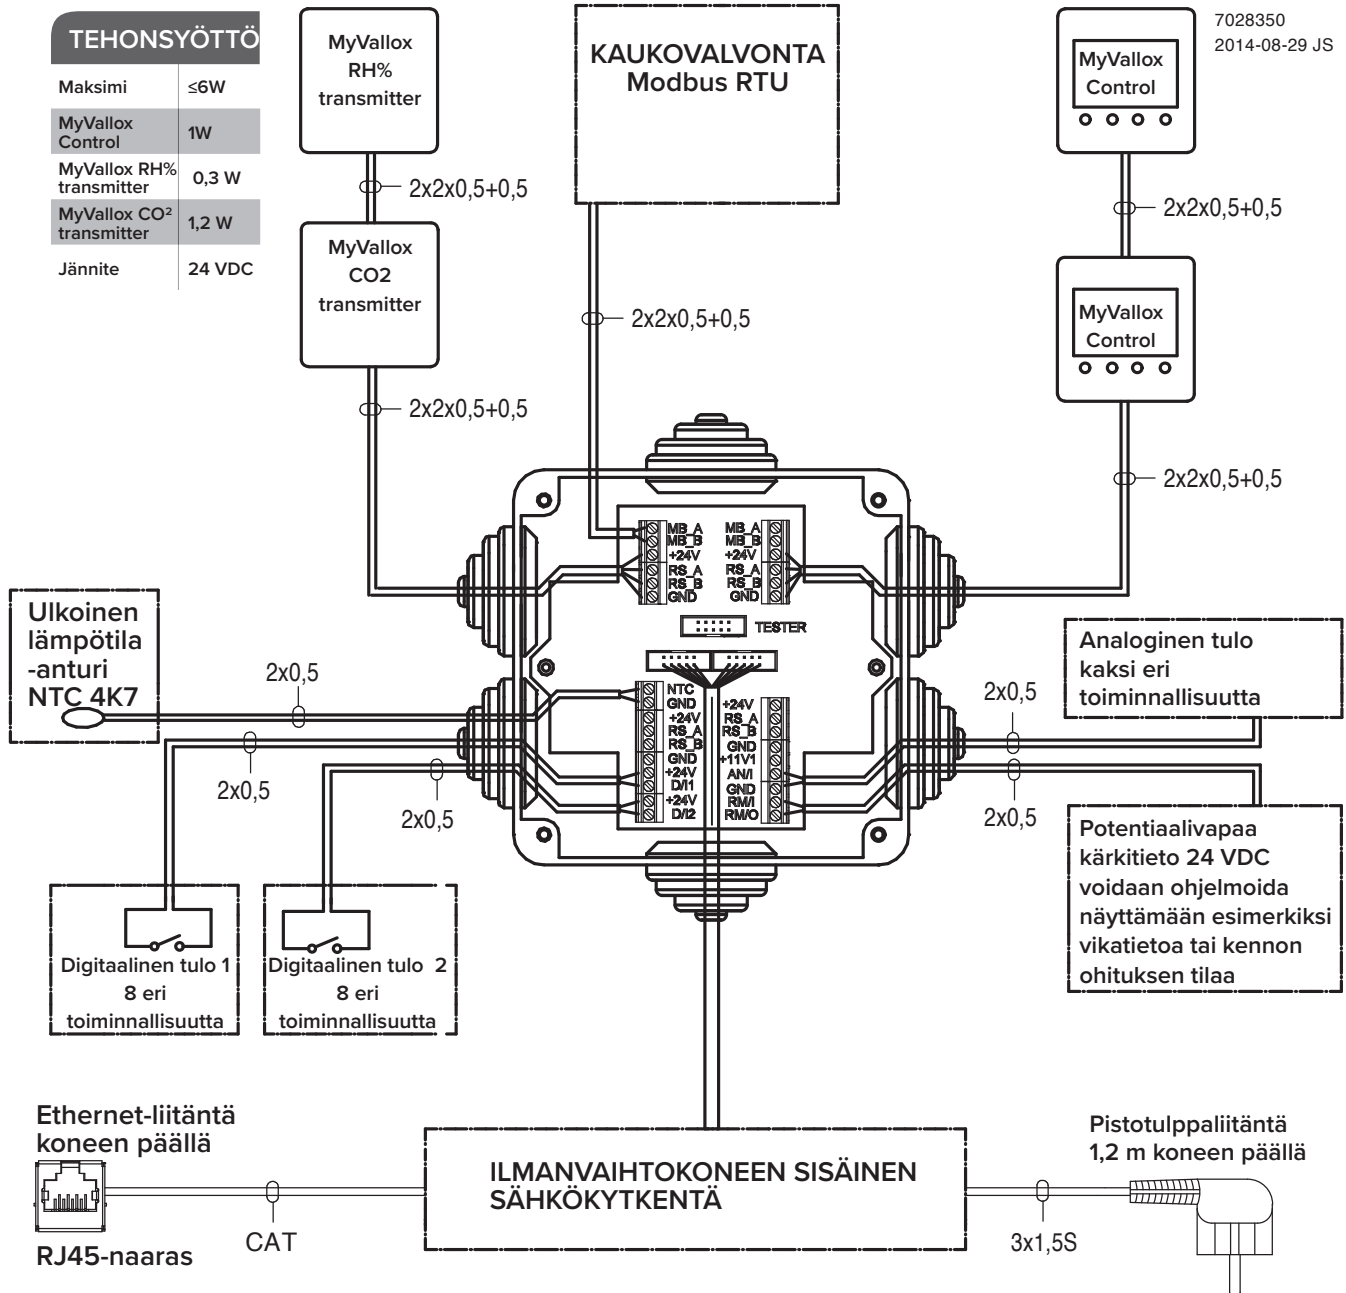 TEHONSYÖTTÖ
Maksimi ≤6W
MyVallox
Control 1W
MyVallox RH%
transmitter 0,3 W
MyVallox CO²
transmitter 1,2 W
Jännite 24 VDC
MyVallox
RH%
transmitter
2x2x0,5+0,5
MyVallox
CO2
transmitter
2x2x0,5+0,5
KAUKOVALVONTA
Modbus RTU
2x2x0,5+0,5
7028350
2014-08-29 JS
MyVallox
Control
2x2x0,5+0,5
MyVallox
Control
2x2x0,5+0,5
MB_A
MB_B
+24V
RS_A
RS_B
GND
MB_A
MB_B
+24V
RS_A
RS_B
GND
TESTER
NTC
GND
+24V
RS_A
RS_B
GND
+24V
D/I1
+24V
D/I2
+24V
RS_A
RS_B
GND
+11V1
AN/I
GND
RM/I
RM/O
Ulkoinen
lämpötila
-anturi
NTC 4K7
2x0,5
2x0,5
2x0,5
Digitaalinen tulo 1
8 eri
toiminnallisuutta
Digitaalinen tulo 2
8 eri
toiminnallisuutta
Analoginen tulo
kaksi eri
toiminnallisuutta
2x0,5
2x0,5
Potentiaalivapaa
kärkitieto 24 VDC
voidaan ohjelmoida
näyttämään esimerkiksi
vikatietoa tai kennon
ohituksen tilaa
Ethernet-liitäntä
koneen päällä
RJ45-naaras
CAT
ILMANVAIHTOKONEEN SISÄINEN
SÄHKÖKYTKENTÄ
3x1,5S
Pistotulppaliitäntä
1,2 m koneen päällä